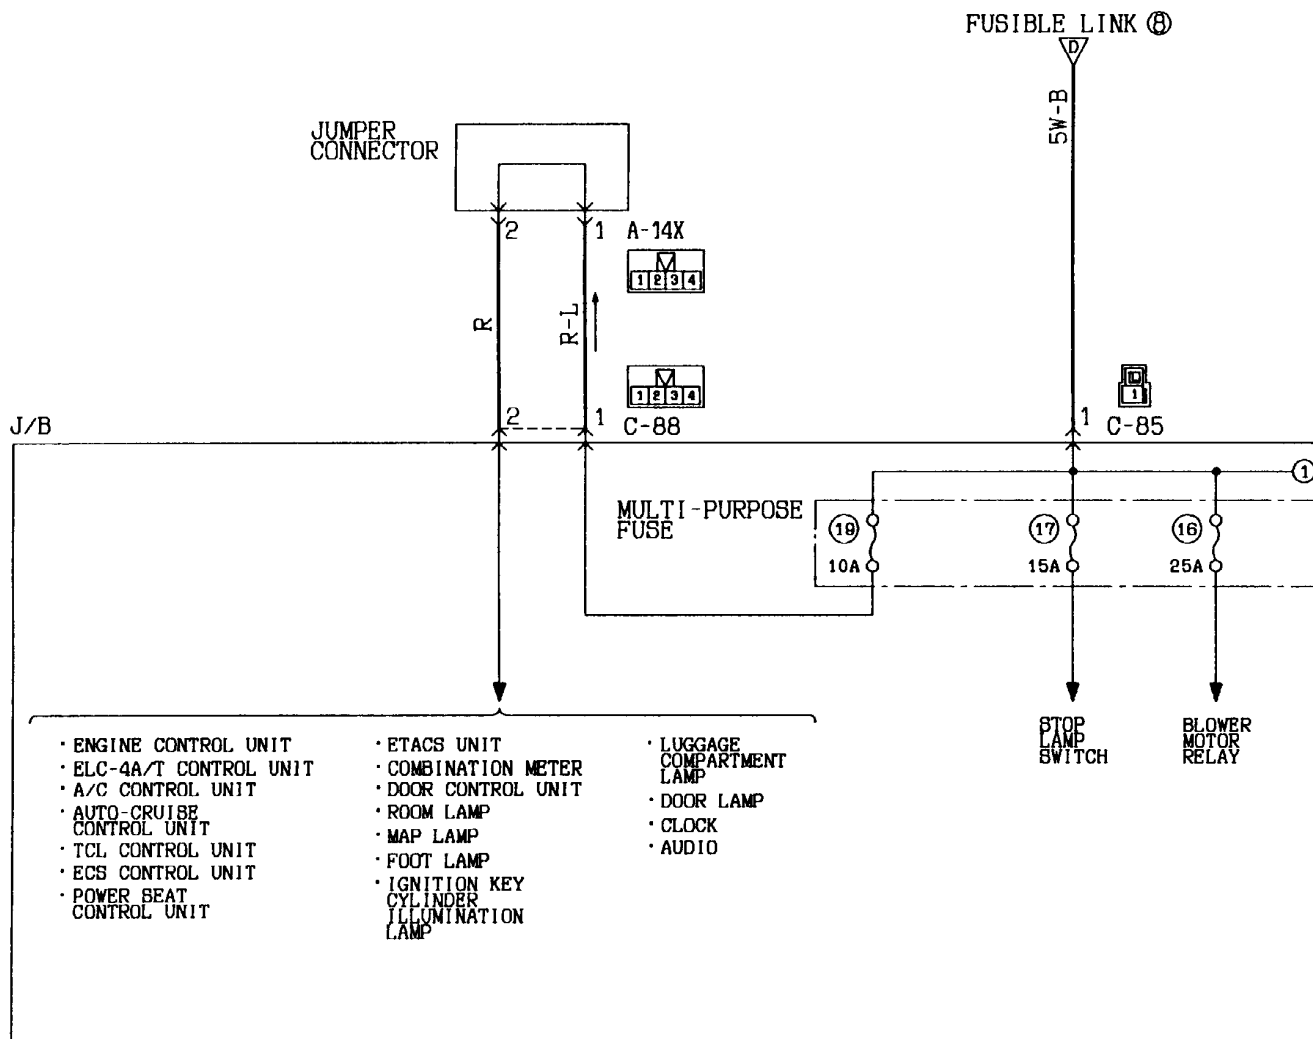 FUSIBLE LINK ⑧
D
5W-B
JUMPER
CONNECTOR
2 1 A-14X
1 2 3 4
R
R-L
1 2 3 4
2 1 C-88
1
1 C-85
J/B
①
MULTI-PURPOSE
FUSE
⑲ ⑰ ⑯
10A 15A 25A
STOP
LAMP
SWITCH
BLOWER
MOTOR
RELAY
· ENGINE CONTROL UNIT
· ELC-4A/T CONTROL UNIT
· A/C CONTROL UNIT
· AUTO-CRUISE
CONTROL UNIT
· TCL CONTROL UNIT
· ECS CONTROL UNIT
· POWER SEAT
CONTROL UNIT
· ETACS UNIT
· COMBINATION METER
· DOOR CONTROL UNIT
· ROOM LAMP
· MAP LAMP
· FOOT LAMP
· IGNITION KEY
CYLINDER
ILLUMINATION
LAMP
· LUGGAGE
COMPARTMENT
LAMP
· DOOR LAMP
· CLOCK
· AUDIO